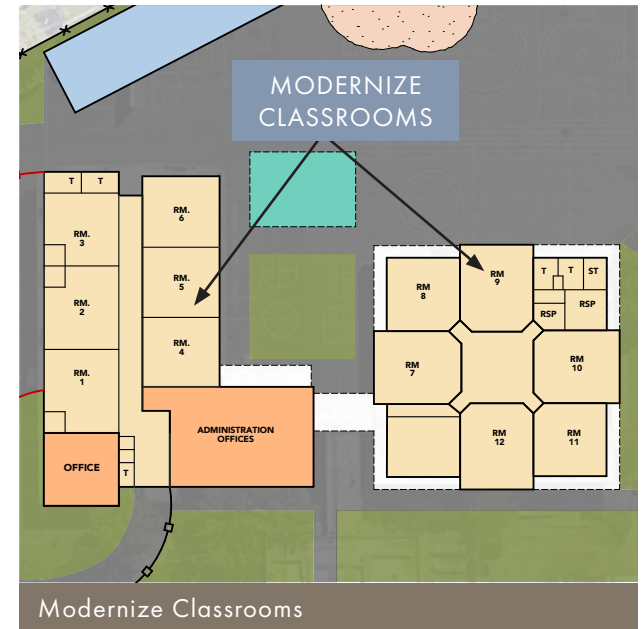 MODERNIZE
CLASSROOMS
T
T
RM.
3
RM.
2
RM.
1
OFFICE
T
RM.
6
RM.
5
RM.
4
ADMINISTRATION
OFFICES
RM
8
RM
9
T
T
ST
RSP
RSP
RM
7
RM
10
RM
12
RM
11
Modernize Classrooms